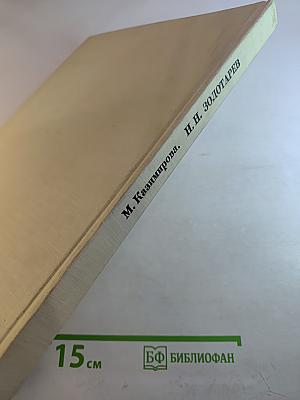 М. Казимирова. Н. Н. ЗОЛОТАРЕВ
15 см
БФ БИБЛИОФАН